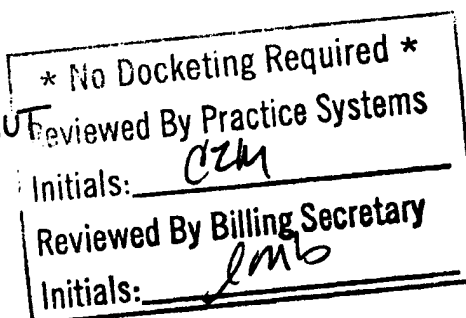 * No Docketing Required *
Reviewed By Practice Systems
Initials: CZM
Reviewed By Billing Secretary
Initials: lmb